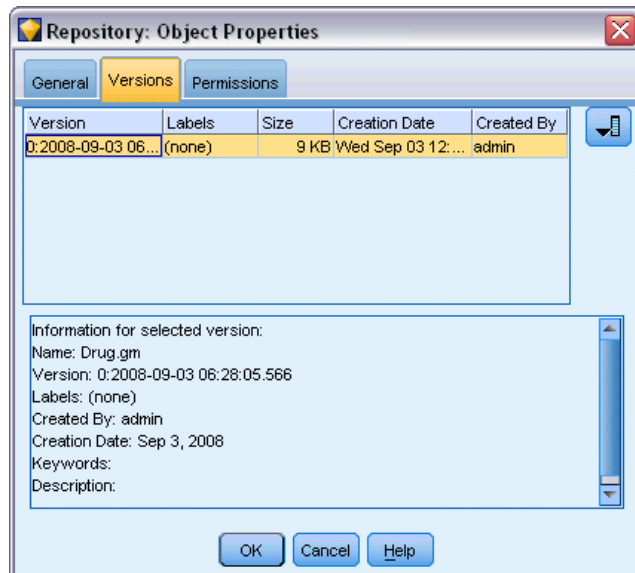 Repository: Object Properties
General Versions Permissions
Version Labels Size Creation Date Created By
0:2008-09-03 06... (none) 9 KB Wed Sep 03 12:... admin
Information for selected version:
Name: Drug.gm
Version: 0:2008-09-03 06:28:05.566
Labels: (none)
Created By: admin
Creation Date: Sep 3, 2008
Keywords:
Description:
OK Cancel Help